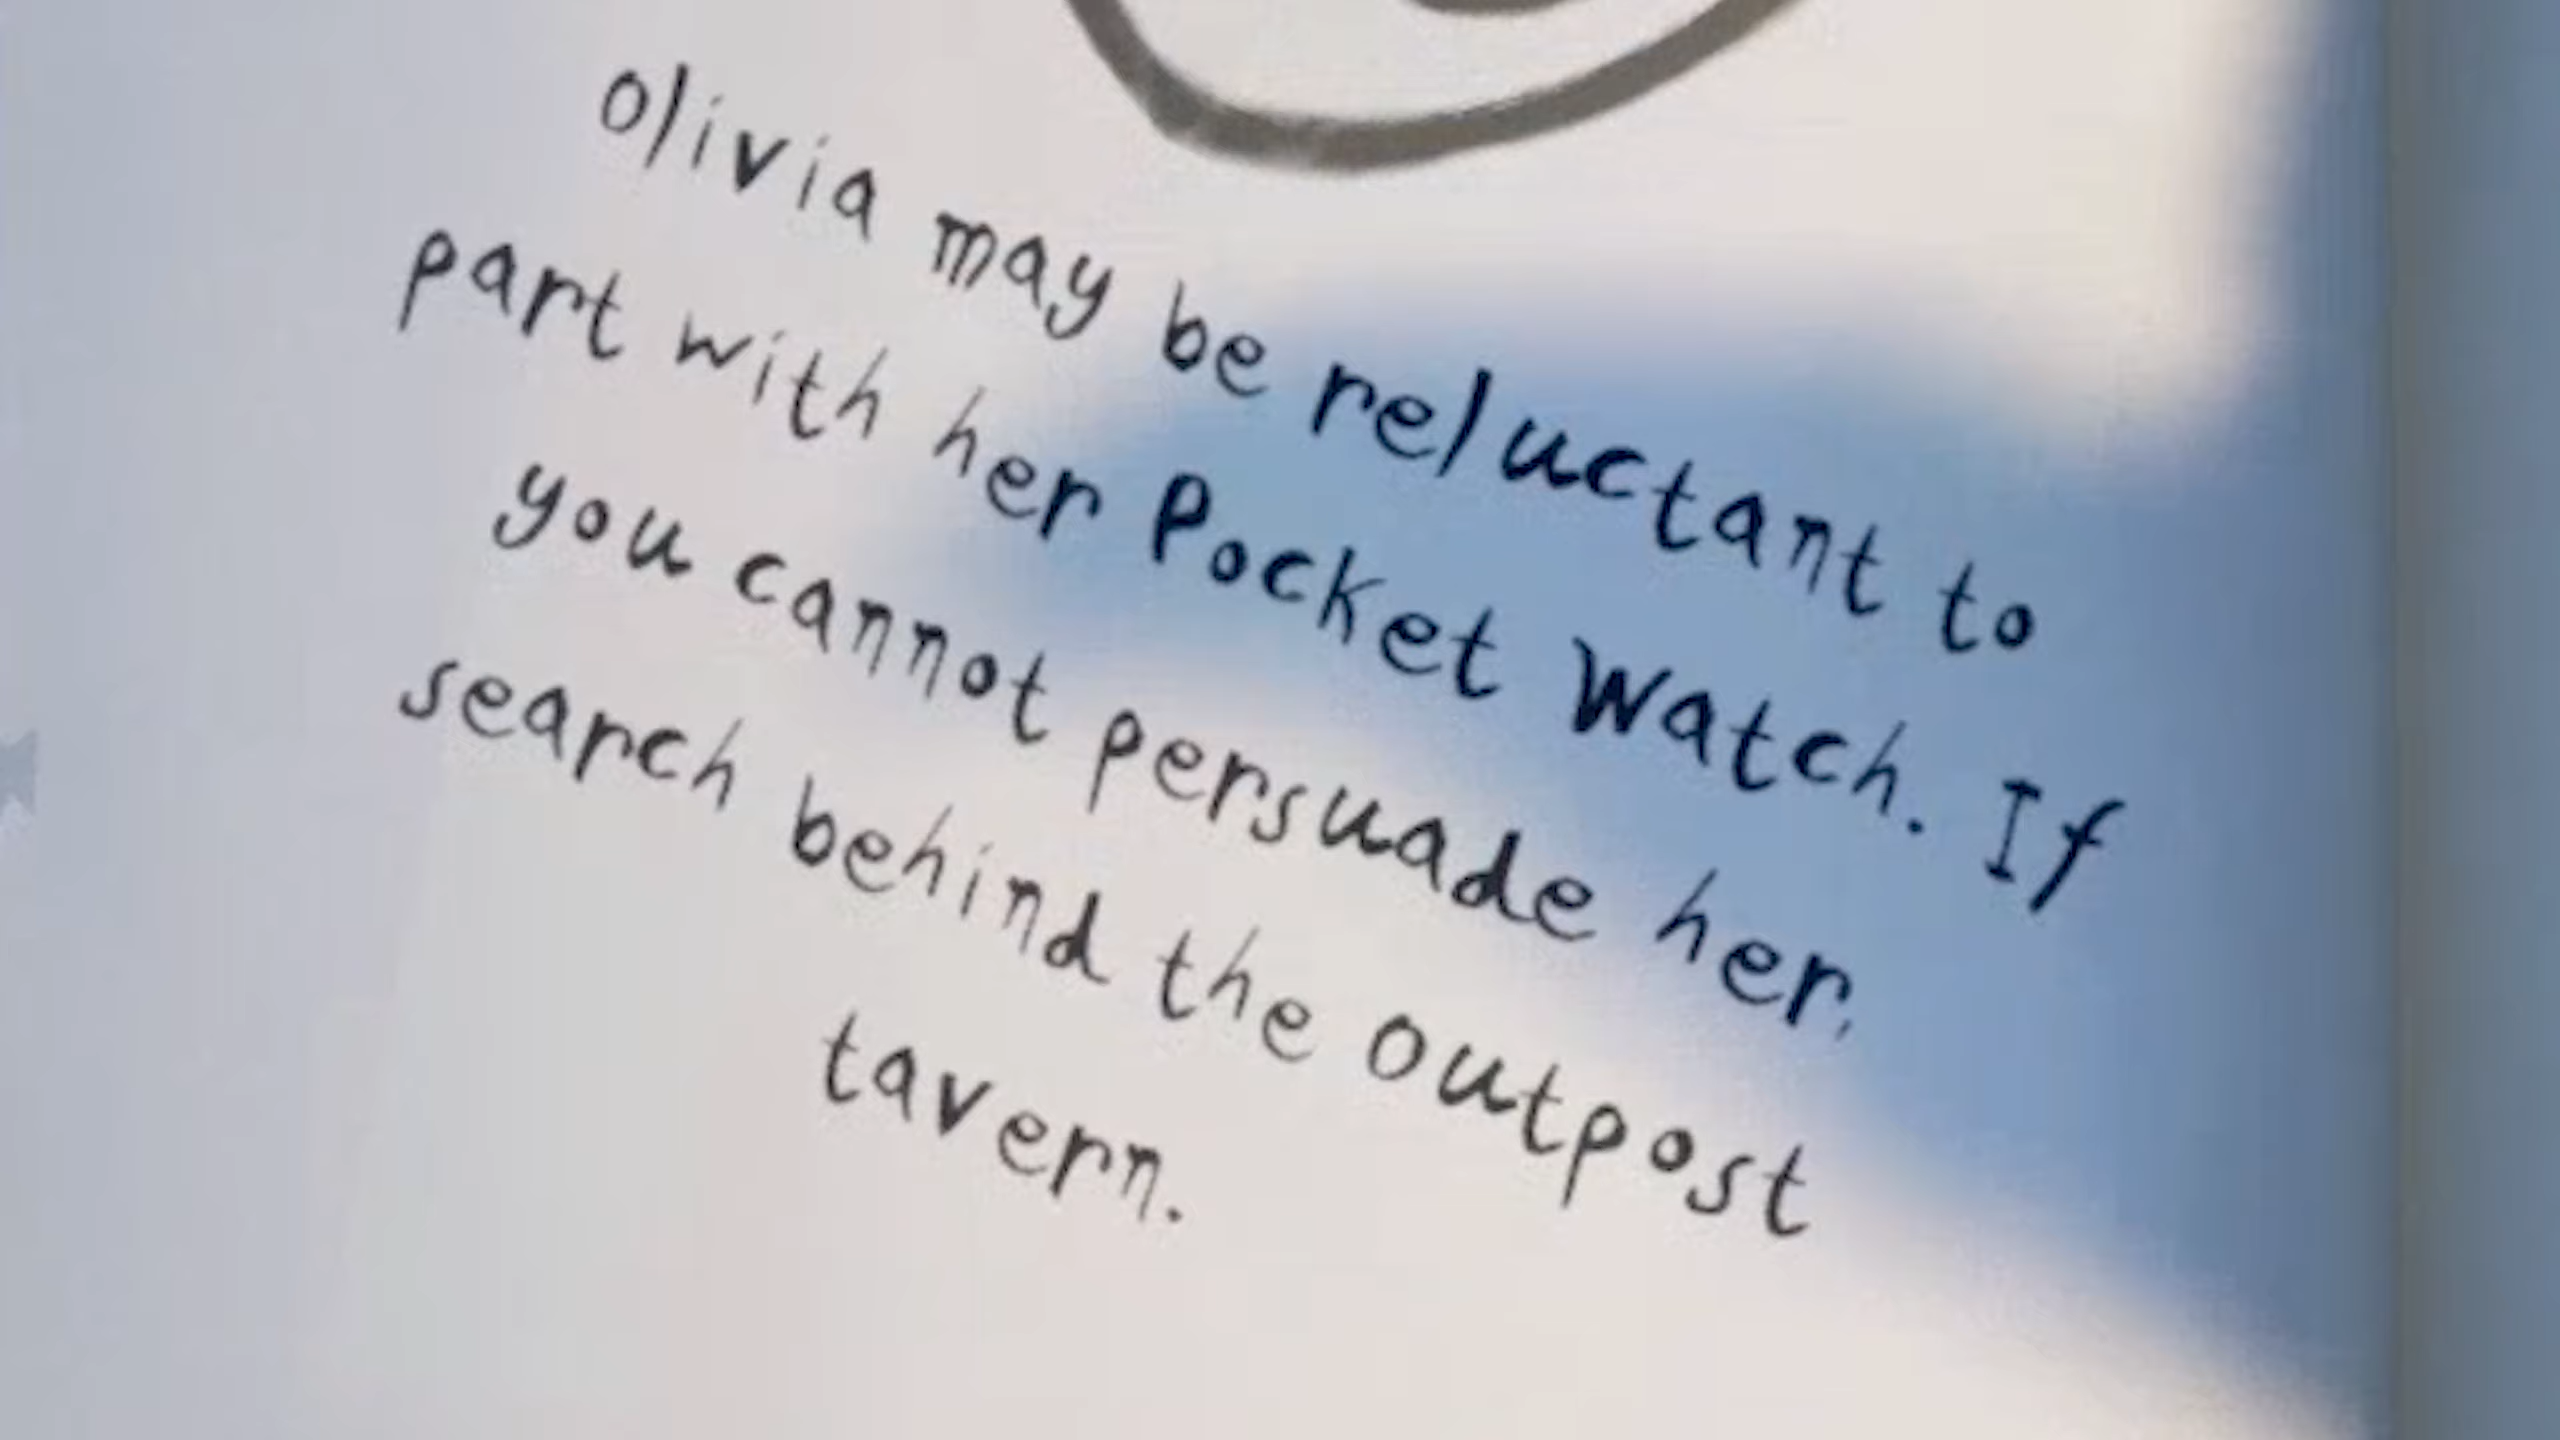 Olivia may be reluctant to
part with her Pocket Watch. If
you cannot persuade her,
search behind the outpost
tavern.